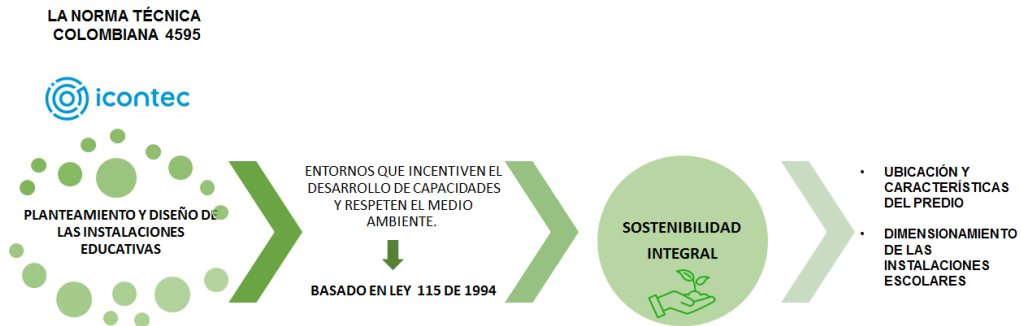 LA NORMA TÉCNICA
COLOMBIANA 4595
icontec
PLANTEAMIENTO Y DISEÑO DE
LAS INSTALACIONES
EDUCATIVAS
ENTORNOS QUE INCENTIVEN EL
DESARROLLO DE CAPACIDADES
Y RESPETEN EL MEDIO
AMBIENTE.
BASADO EN LEY 115 DE 1994
SOSTENIBILIDAD
INTEGRAL
• UBICACIÓN Y
CARACTERÍSTICAS
DEL PREDIO
• DIMENSIONAMIENTO
DE LAS
INSTALACIONES
ESCOLARES